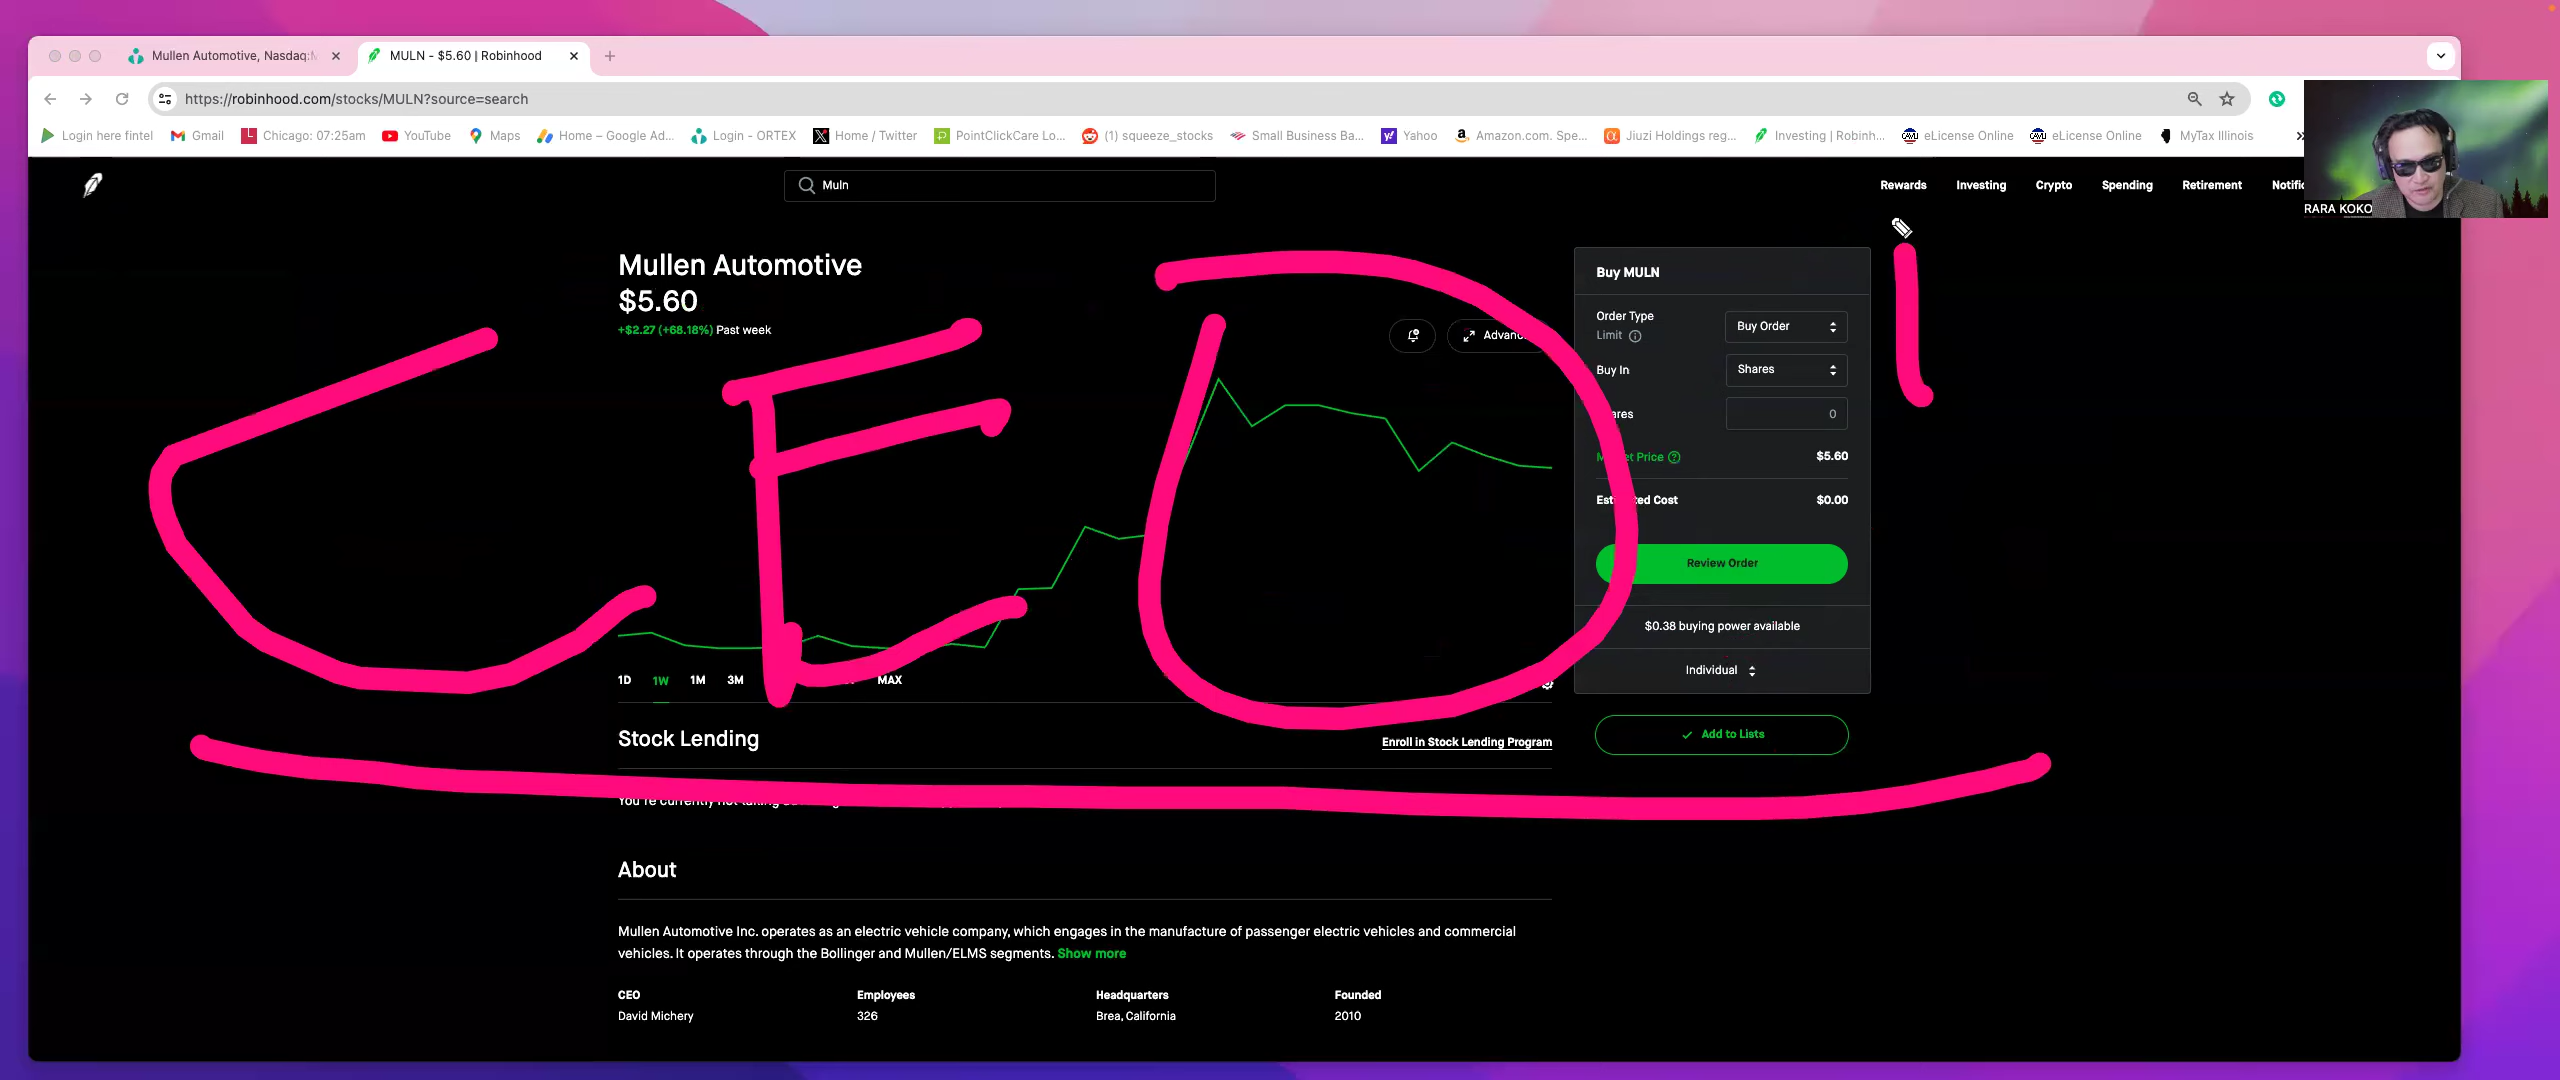 Mullen Automotive, Nasdaq:M
MULN - $5.60 | Robinhood
https://robinhood.com/stocks/MULN?source=search
Login here fintel
Gmail
Chicago: 07:25am
YouTube
Maps
Home – Google Ad...
Login - ORTEX
Home / Twitter
PointClickCare Lo...
(1) squeeze_stocks
Small Business Ba...
Yahoo
Amazon.com. Spe...
Jiuzi Holdings reg...
Investing | Robinh...
eLicense Online
eLicense Online
MyTax Illinois
Muln
Rewards
Investing
Crypto
Spending
Retirement
Notific
RARA KOKO
Mullen Automotive
$5.60
+$2.27 (+68.18%) Past week
CEO
Buy MULN
Order Type
Limit
Buy Order
Buy In
Shares
0
Price
$5.60
Cost
$0.00
Review Order
$0.38 buying power available
Individual
Add to Lists
1D
1W
1M
3M
MAX
Stock Lending
Enroll in Stock Lending Program
You're currently not
About
Mullen Automotive Inc. operates as an electric vehicle company, which engages in the manufacture of passenger electric vehicles and commercial
vehicles. It operates through the Bollinger and Mullen/ELMS segments. Show more
CEO
David Michery
Employees
326
Headquarters
Brea, California
Founded
2010